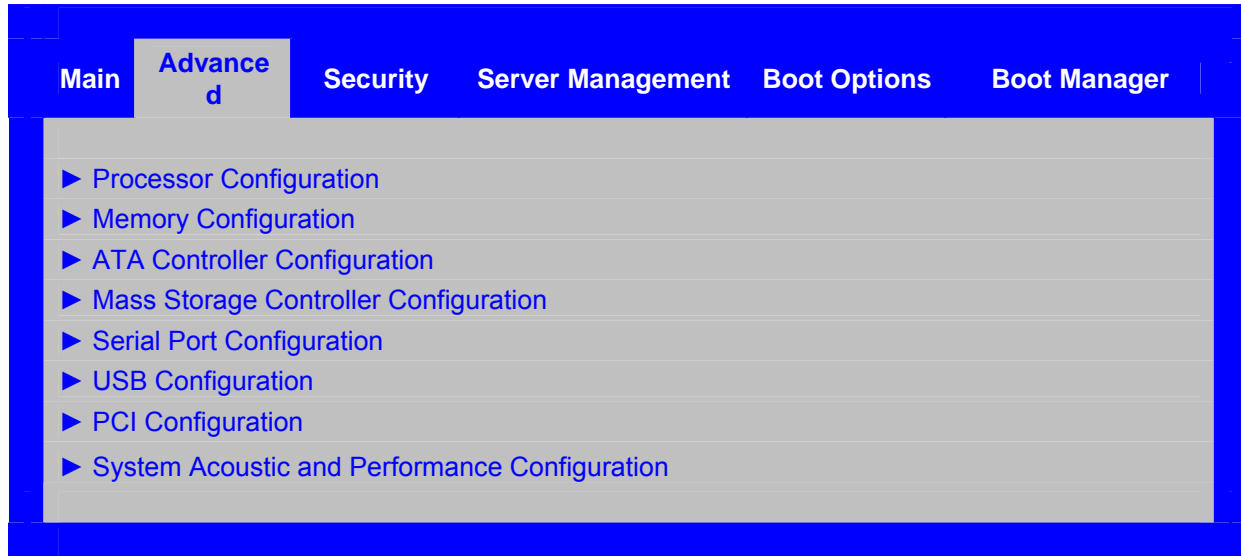 Main Advance
d Security Server Management Boot Options Boot Manager
► Processor Configuration
► Memory Configuration
► ATA Controller Configuration
► Mass Storage Controller Configuration
► Serial Port Configuration
► USB Configuration
► PCI Configuration
► System Acoustic and Performance Configuration